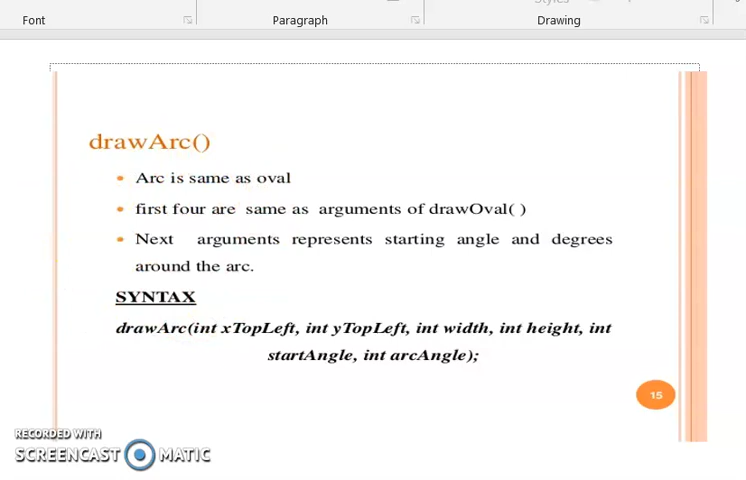 Font Paragraph Drawing
drawArc()
• Arc is same as oval
• first four are same as arguments of drawOval( )
• Next arguments represents starting angle and degrees
around the arc.
SYNTAX
drawArc(int xTopLeft, int yTopLeft, int width, int height, int
startAngle, int arcAngle);
15
RECORDED WITH
SCREENCAST MATIC